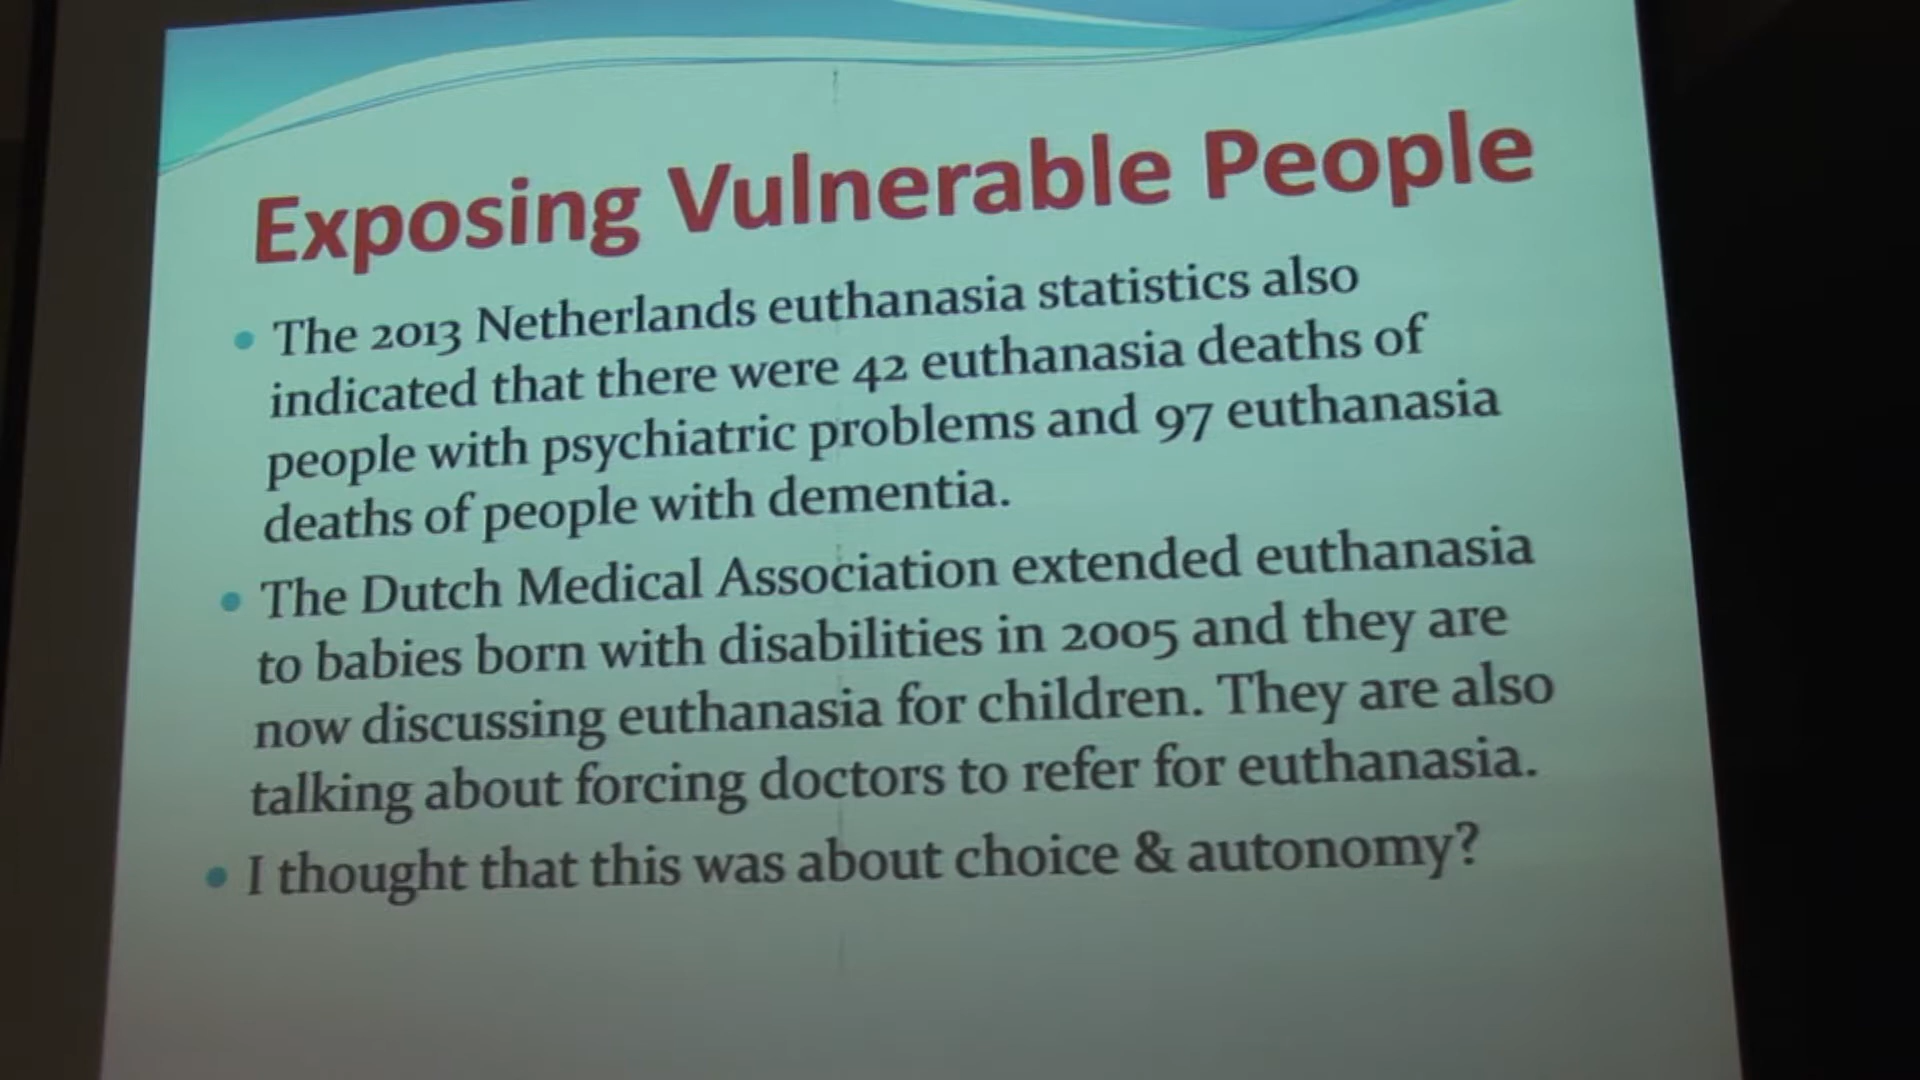 Exposing Vulnerable People
• The 2013 Netherlands euthanasia statistics also
indicated that there were 42 euthanasia deaths of
people with psychiatric problems and 97 euthanasia
deaths of people with dementia.
• The Dutch Medical Association extended euthanasia
to babies born with disabilities in 2005 and they are
now discussing euthanasia for children. They are also
talking about forcing doctors to refer for euthanasia.
• I thought that this was about choice & autonomy?